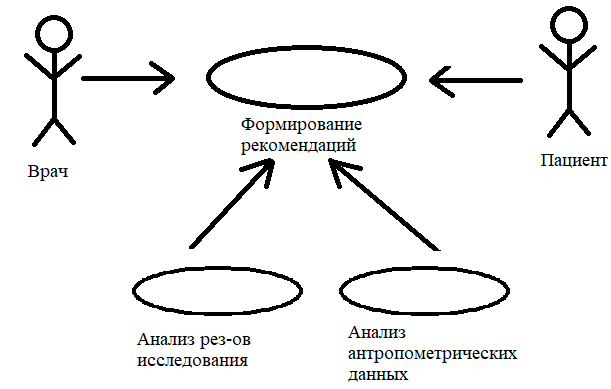 Формирование
рекомендаций
Врач
Пациент
Анализ рез-ов
исследования
Анализ
антропометрических
данных